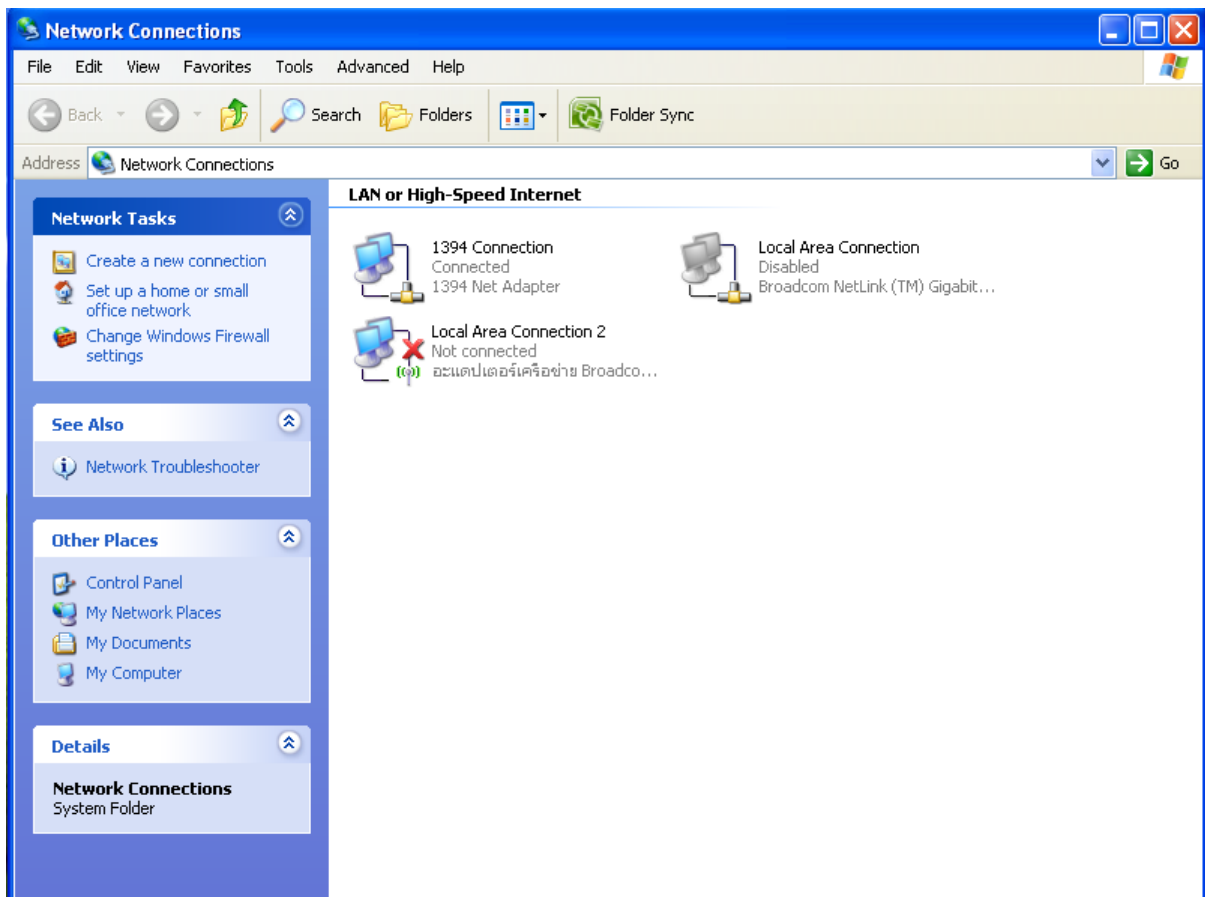 Network Connections
File Edit View Favorites Tools Advanced Help
Back Search Folders Folder Sync
Address Network Connections Go
Network Tasks
Create a new connection
Set up a home or small
office network
Change Windows Firewall
settings
See Also
Network Troubleshooter
Other Places
Control Panel
My Network Places
My Documents
My Computer
Details
Network Connections
System Folder
LAN or High-Speed Internet
1394 Connection
Connected
1394 Net Adapter
Local Area Connection
Disabled
Broadcom NetLink (TM) Gigabit...
Local Area Connection 2
Not connected
อะแดปเตอร์เครือข่าย Broadco...